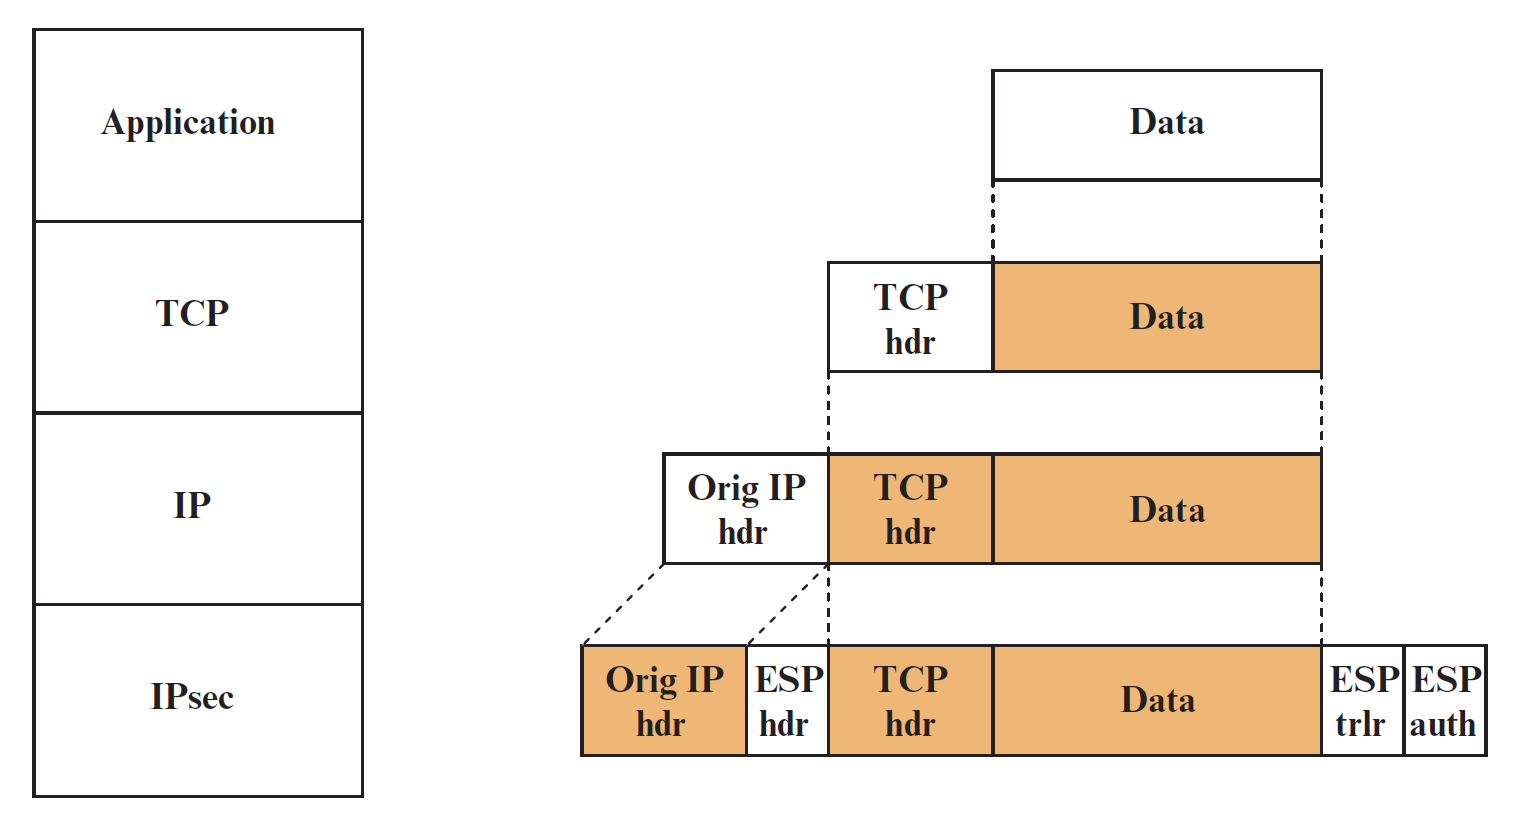 Application
Data
TCP
TCP
hdr
Data
IP
Orig IP
hdr
TCP
hdr
Data
IPsec
Orig IP
hdr
ESP
hdr
TCP
hdr
Data
ESP
trlr
ESP
auth